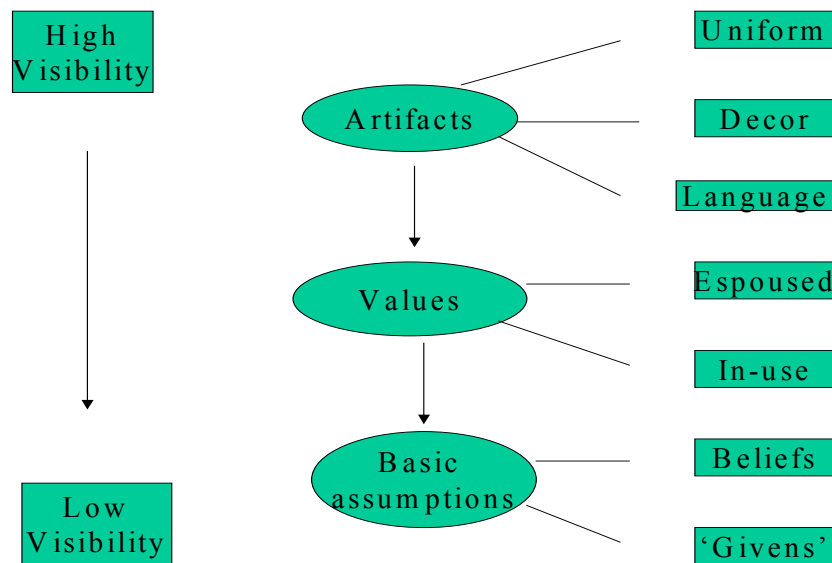 High
Visibility
Uniform
Artifacts
Decor
Language
Values
Espoused
In-use
Basic
assumptions
Beliefs
Low
Visibility
‘Givens’